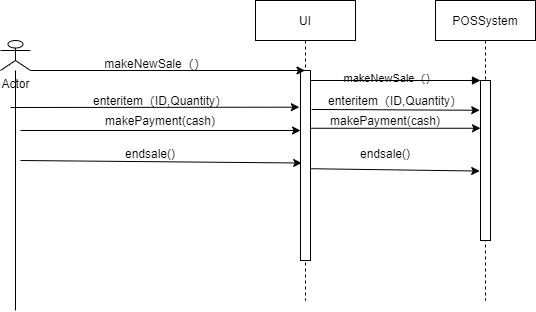 UI
POSSystem
Actor
makeNewSale（）
makeNewSale（）
enteritem（ID,Quantity）
enteritem（ID,Quantity）
makePayment(cash)
makePayment(cash)
endsale()
endsale()